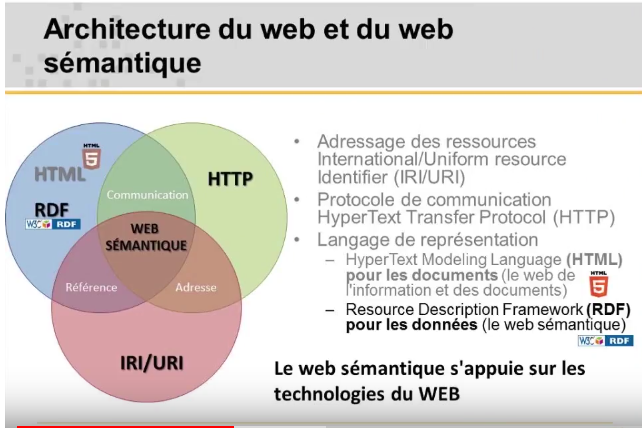 Architecture du web et du web
sémantique
HTML
HTML
5
RDF
W3C RDF
HTTP
Communication
WEB
SÉMANTIQUE
Référence
Adresse
IRI/URI
• Adressage des ressources
International/Uniform resource
Identifier (IRI/URI)
• Protocole de communication
HyperText Transfer Protocol (HTTP)
• Langage de représentation
– HyperText Modeling Language (HTML)
pour les documents (le web de
l'information et des documents)
HTML
5
– Resource Description Framework (RDF)
pour les données (le web sémantique)
W3C RDF
Le web sémantique s'appuie sur les
technologies du WEB